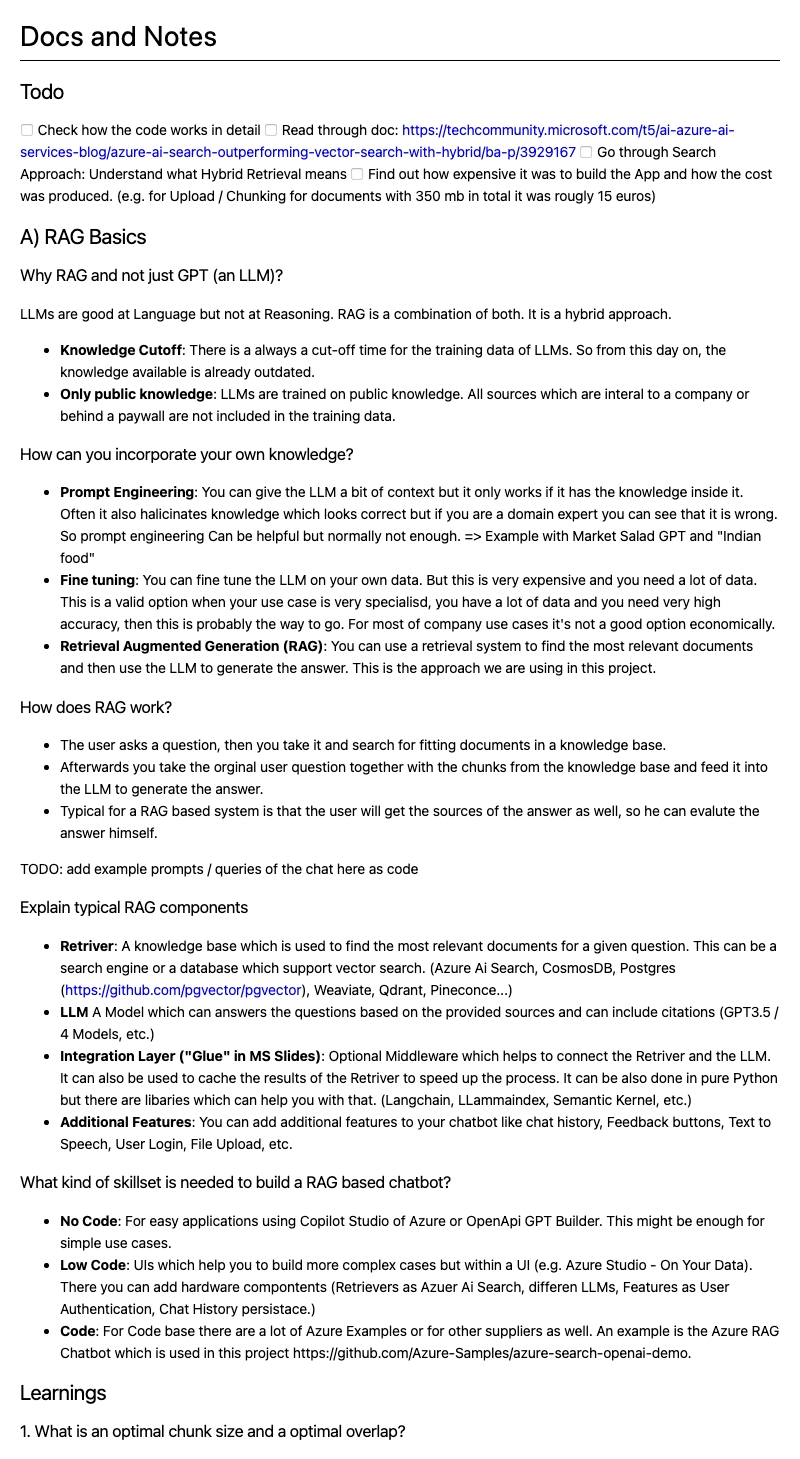 Docs and Notes
Todo
Check how the code works in detail Read through doc: https://techcommunity.microsoft.com/t5/ai-azure-ai-
services-blog/azure-ai-search-outperforming-vector-search-with-hybrid/ba-p/3929167 Go through Search
Approach: Understand what Hybrid Retrieval means Find out how expensive it was to build the App and how the cost
was produced. (e.g. for Upload / Chunking for documents with 350 mb in total it was rougly 15 euros)
A) RAG Basics
Why RAG and not just GPT (an LLM)?
LLMs are good at Language but not at Reasoning. RAG is a combination of both. It is a hybrid approach.
• Knowledge Cutoff: There is a always a cut-off time for the training data of LLMs. So from this day on, the
knowledge available is already outdated.
• Only public knowledge: LLMs are trained on public knowledge. All sources which are interal to a company or
behind a paywall are not included in the training data.
How can you incorporate your own knowledge?
• Prompt Engineering: You can give the LLM a bit of context but it only works if it has the knowledge inside it.
Often it also halicinates knowledge which looks correct but if you are a domain expert you can see that it is wrong.
So prompt engineering Can be helpful but normally not enough. => Example with Market Salad GPT and "Indian
food"
• Fine tuning: You can fine tune the LLM on your own data. But this is very expensive and you need a lot of data.
This is a valid option when your use case is very specialisd, you have a lot of data and you need very high
accuracy, then this is probably the way to go. For most of company use cases it's not a good option economically.
• Retrieval Augmented Generation (RAG): You can use a retrieval system to find the most relevant documents
and then use the LLM to generate the answer. This is the approach we are using in this project.
How does RAG work?
• The user asks a question, then you take it and search for fitting documents in a knowledge base.
• Afterwards you take the orginal user question together with the chunks from the knowledge base and feed it into
the LLM to generate the answer.
• Typical for a RAG based system is that the user will get the sources of the answer as well, so he can evalute the
answer himself.
TODO: add example prompts / queries of the chat here as code
Explain typical RAG components
• Retriver: A knowledge base which is used to find the most relevant documents for a given question. This can be a
search engine or a database which support vector search. (Azure Ai Search, CosmosDB, Postgres
(https://github.com/pgvector/pgvector), Weaviate, Qdrant, Pineconce...)
• LLM A Model which can answers the questions based on the provided sources and can include citations (GPT3.5 /
4 Models, etc.)
• Integration Layer ("Glue" in MS Slides): Optional Middleware which helps to connect the Retriver and the LLM.
It can also be used to cache the results of the Retriver to speed up the process. It can be also done in pure Python
but there are libaries which can help you with that. (Langchain, LLammaindex, Semantic Kernel, etc.)
• Additional Features: You can add additional features to your chatbot like chat history, Feedback buttons, Text to
Speech, User Login, File Upload, etc.
What kind of skillset is needed to build a RAG based chatbot?
• No Code: For easy applications using Copilot Studio of Azure or OpenApi GPT Builder. This might be enough for
simple use cases.
• Low Code: UIs which help you to build more complex cases but within a UI (e.g. Azure Studio - On Your Data).
There you can add hardware compontents (Retrievers as Azuer Ai Search, differen LLMs, Features as User
Authentication, Chat History persistace.)
• Code: For Code base there are a lot of Azure Examples or for other suppliers as well. An example is the Azure RAG
Chatbot which is used in this project https://github.com/Azure-Samples/azure-search-openai-demo.
Learnings
1. What is an optimal chunk size and a optimal overlap?